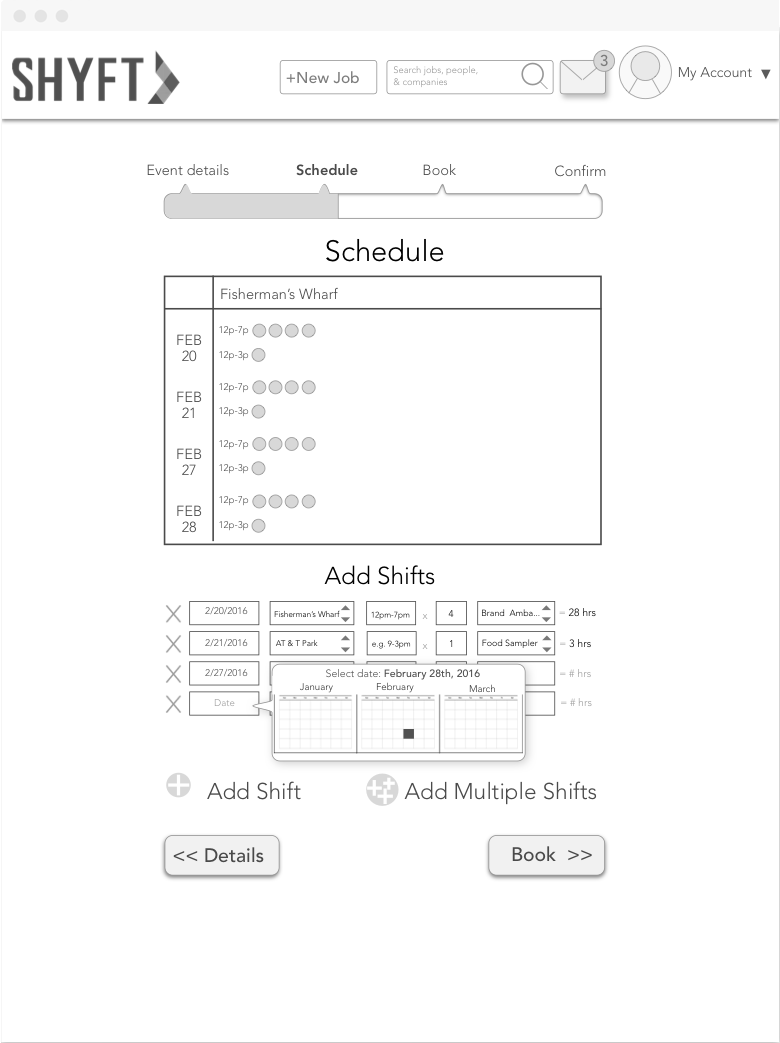 SHYFT
+New Job
Search jobs, people,
& companies
3
My Account ▼
Event details
Schedule
Book
Confirm
Schedule
Fisherman's Wharf
FEB
20
12p-7p
12p-3p
FEB
21
12p-7p
12p-3p
FEB
27
12p-7p
12p-3p
FEB
28
12p-7p
12p-3p
Add Shifts
2/20/2016 Fisherman's Wharf 12pm-7pm x 4 Brand Amba... = 28 hrs
2/21/2016 AT & T Park e.g. 9-3pm x 1 Food Sampler = 3 hrs
2/27/2016 = # hrs
Date = # hrs
Select date: February 28th, 2016
January February March
Add Shift
Add Multiple Shifts
<< Details
Book >>